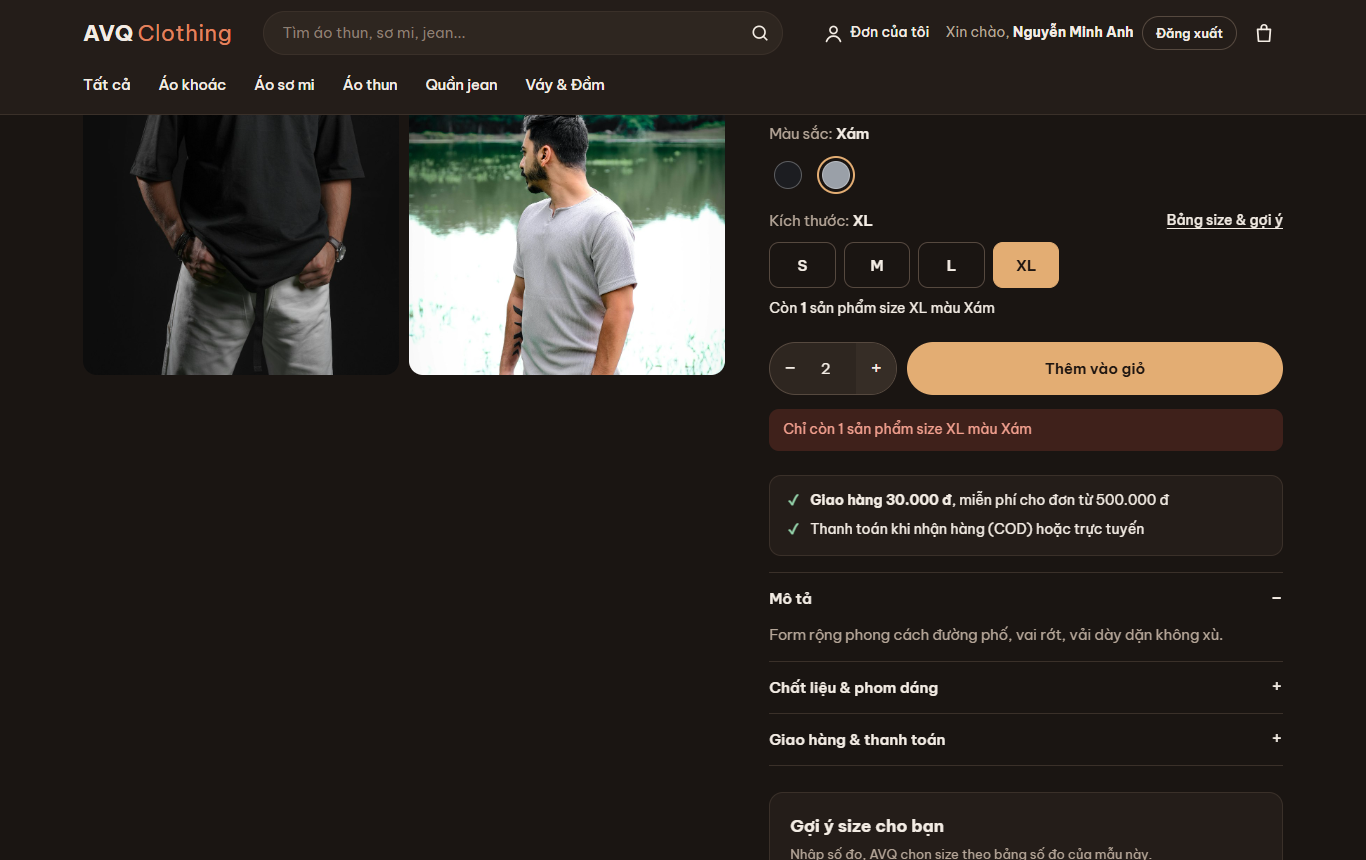 AVQ Clothing
Tìm áo thun, sơ mi, jean...
Đơn của tôi
Xin chào, Nguyễn Minh Anh
Đăng xuất
Tất cả
Áo khoác
Áo sơ mi
Áo thun
Quần jean
Váy & Đầm
Màu sắc: Xám
Kích thước: XL
Bảng size & gợi ý
S
M
L
XL
Còn 1 sản phẩm size XL màu Xám
− 2 +
Thêm vào giỏ
Chỉ còn 1 sản phẩm size XL màu Xám
✓ Giao hàng 30.000 đ, miễn phí cho đơn từ 500.000 đ
✓ Thanh toán khi nhận hàng (COD) hoặc trực tuyến
Mô tả −
Form rộng phong cách đường phố, vai rớt, vải dày dặn không xù.
Chất liệu & phom dáng +
Giao hàng & thanh toán +
Gợi ý size cho bạn
Nhập số đo, AVQ chọn size theo bảng số đo của mẫu này.